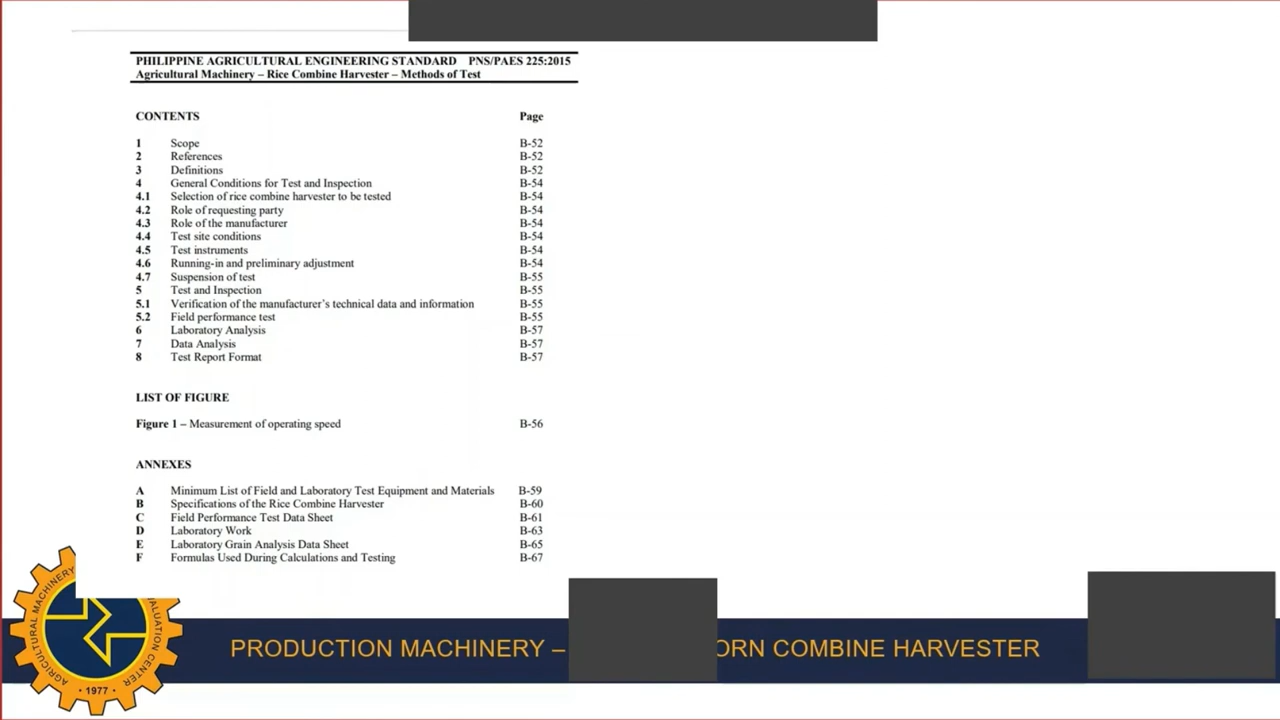 PHILIPPINE AGRICULTURAL ENGINEERING STANDARD PNS/PAES 225:2015
Agricultural Machinery – Rice Combine Harvester – Methods of Test
CONTENTS Page
1 Scope B-52
2 References B-52
3 Definitions B-52
4 General Conditions for Test and Inspection B-54
4.1 Selection of rice combine harvester to be tested B-54
4.2 Role of requesting party B-54
4.3 Role of the manufacturer B-54
4.4 Test site conditions B-54
4.5 Test instruments B-54
4.6 Running-in and preliminary adjustment B-54
4.7 Suspension of test B-55
5 Test and Inspection B-55
5.1 Verification of the manufacturer's technical data and information B-55
5.2 Field performance test B-55
6 Laboratory Analysis B-57
7 Data Analysis B-57
8 Test Report Format B-57
LIST OF FIGURE
Figure 1 – Measurement of operating speed B-56
ANNEXES
A Minimum List of Field and Laboratory Test Equipment and Materials B-59
B Specifications of the Rice Combine Harvester B-60
C Field Performance Test Data Sheet B-61
D Laboratory Work B-63
E Laboratory Grain Analysis Data Sheet B-65
F Formulas Used During Calculations and Testing B-67
AGRICULTURAL MACHINERY
CENTER
· 1977 ·
PRODUCTION MACHINERY – COMBINE HARVESTER